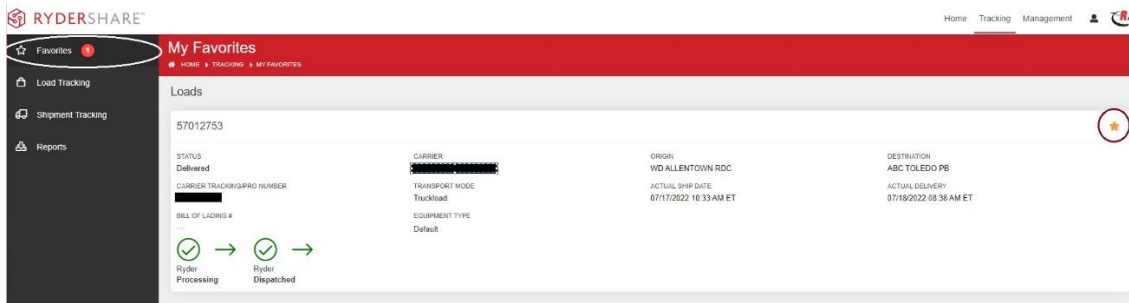 RYDERSHARE™
Home Tracking Management
Favorites 1
Load Tracking
Shipment Tracking
Reports
My Favorites
HOME TRACKING MY FAVORITES
Loads
57012753
STATUS CARRIER ORIGIN DESTINATION
Delivered WD ALLENTOWN RDC ABC TOLEDO PB
CARRIER TRACKING/PRO NUMBER TRANSPORT MODE ACTUAL SHIP DATE ACTUAL DELIVERY
Truckload 07/17/2022 10:33 AM ET 07/18/2022 08:38 AM ET
BILL OF LADING # EQUIPMENT TYPE
--- Default
Ryder Ryder
Processing Dispatched